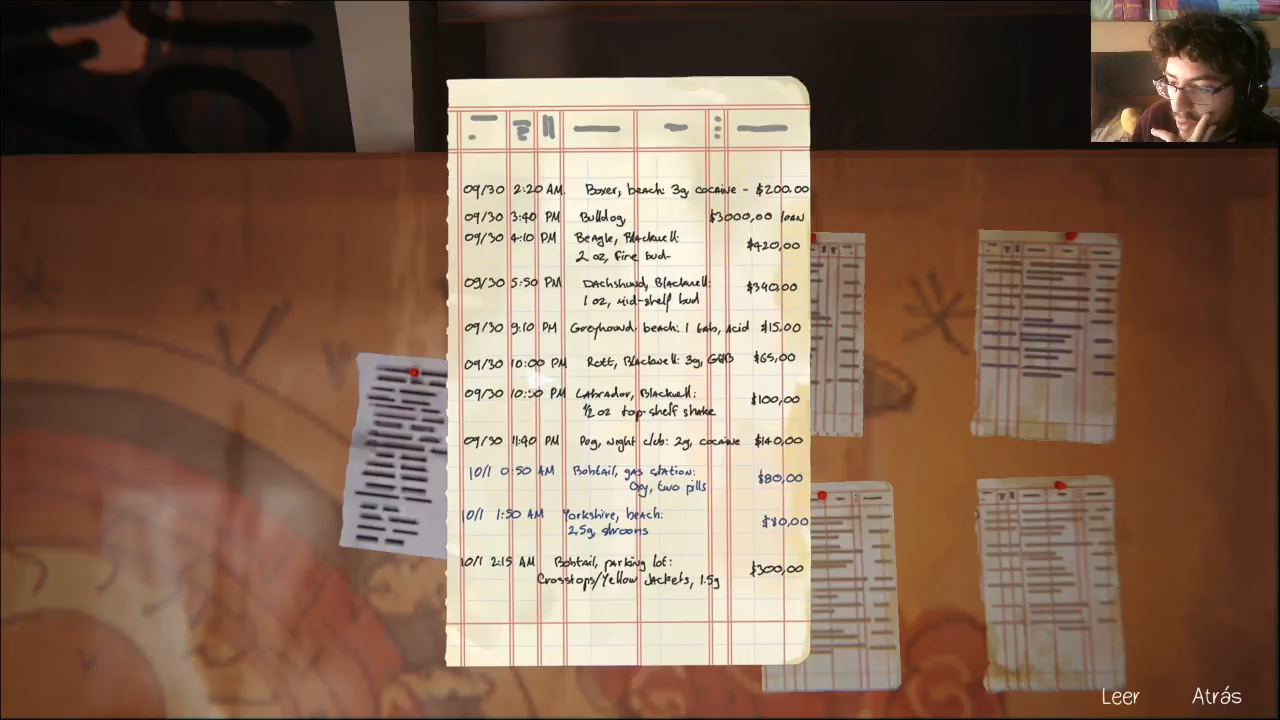 09/30 2:20 AM. Boxer, beach: 3g, cocaine - $200.00
09/30 3:40 PM Bulldog, $3000,00 loan
09/30 4:10 PM Beagle, Blackwell: $420,00
2 oz, fire bud-
09/30 5:50 PM Dachshund, Blackwell: $340,00
1 oz, mid-shelf bud
09/30 9:10 PM Greyhound, beach: 1 tab, Acid $15.00
09/30 10:00 PM Rott, Blackwell: 3g, GHB $65,00
09/30 10:50 PM Labrador, Blackwell: $100,00
1/2 oz top-shelf shake
09/30 11:40 PM Pug, night club: 2g, cocaine $140,00
10/1 0:50 AM Bobtail, gas station: $80,00
Oxy, two pills
10/1 1:50 AM Yorkshire, beach:
2,5g, shrooms
10/1 2:15 AM Bobtail, parking lot: $300,00
Crosstops/Yellow Jackets, 1.5g
Leer Atrás